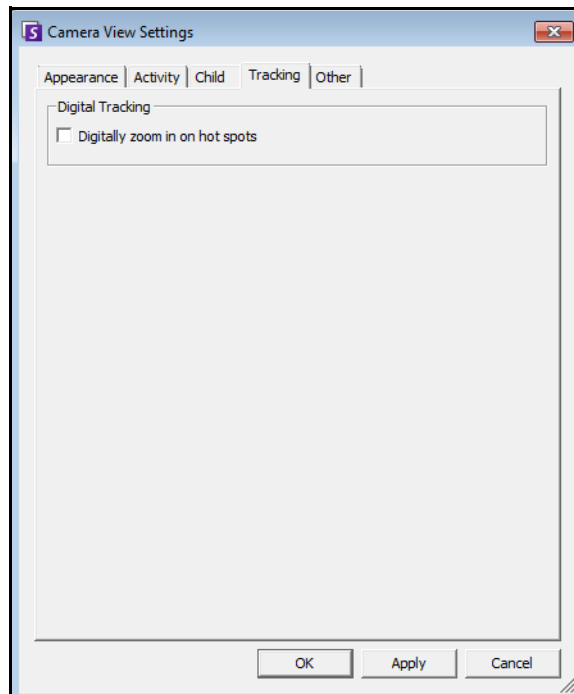 Camera View Settings
Appearance Activity Child Tracking Other
Digital Tracking
Digitally zoom in on hot spots
OK Apply Cancel